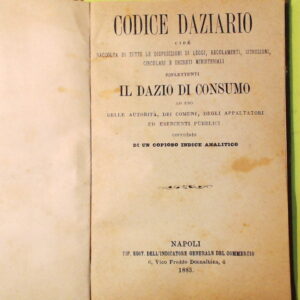 CODICE DAZIARIO
CIOÈ
RACCOLTA DI TUTTE LE DISPOSIZIONI DI LEGGI, REGOLAMENTI, ISTRUZIONI,
CIRCOLARI E DECRETI MINISTERIALI
RIFLETTENTI
IL DAZIO DI CONSUMO
AD USO
DELLE AUTORITÀ, DEI COMUNI, DEGLI APPALTATORI
ED ESERCENTI PUBBLICI
CORREDATO
DI UN COPIOSO INDICE ANALITICO
NAPOLI
TIP. EDIT. DELL'INDICATORE GENERALE DEL COMMERCIO
6, Vico Freddo Donnalbina, 6
1885.